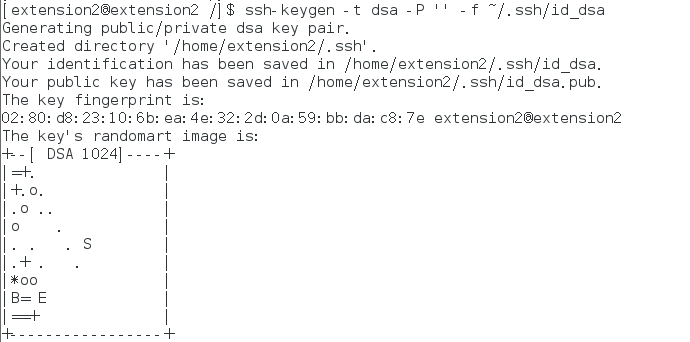 [extension2@extension2 /]$ ssh-keygen -t dsa -P '' -f ~/.ssh/id_dsa
Generating public/private dsa key pair.
Created directory '/home/extension2/.ssh'.
Your identification has been saved in /home/extension2/.ssh/id_dsa.
Your public key has been saved in /home/extension2/.ssh/id_dsa.pub.
The key fingerprint is:
02:80:d8:23:10:6b:ea:4e:32:2d:0a:59:bb:da:c8:7e extension2@extension2
The key's randomart image is:
+--[ DSA 1024]----+
|=+.              |
|+.o.             |
|.o ..            |
|o    .           |
|. .   . S        |
|.+ .   .         |
|*oo              |
|B= E             |
|==+              |
+-----------------+